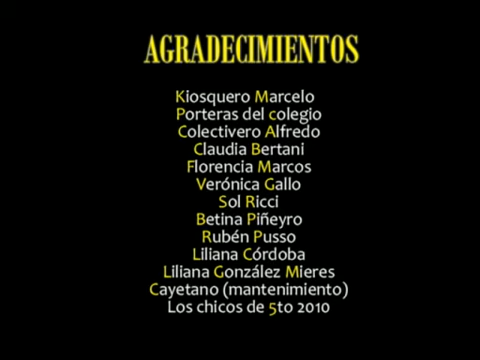 AGRADECIMIENTOS
Kiosquero Marcelo
Porteras del colegio
Colectivero Alfredo
Claudia Bertani
Florencia Marcos
Verónica Gallo
Sol Ricci
Betina Piñeyro
Rubén Pusso
Liliana Córdoba
Liliana González Mieres
Cayetano (mantenimiento)
Los chicos de 5to 2010